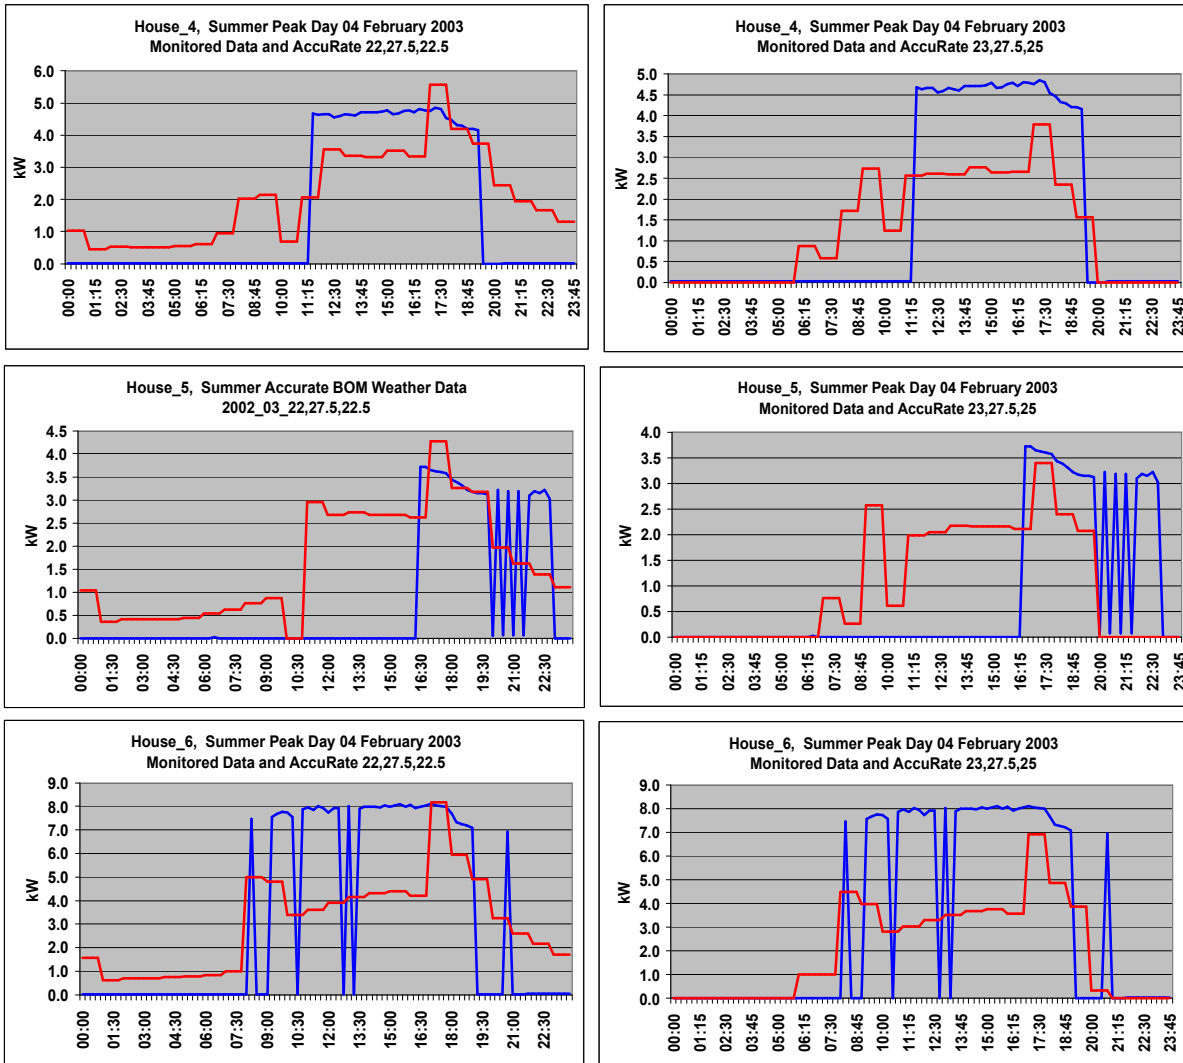 House_4,  Summer Peak Day 04 February 2003
Monitored Data and AccuRate 22,27.5,22.5
6.0
5.0
4.0
3.0
2.0
1.0
0.0
kW
00:00 01:15 02:30 03:45 05:00 06:15 07:30 08:45 10:00 11:15 12:30 13:45 15:00 16:15 17:30 18:45 20:00 21:15 22:30 23:45
House_4,  Summer Peak Day 04 February 2003
Monitored Data and AccuRate 23,27.5,25
5.0
4.5
4.0
3.5
3.0
2.5
2.0
1.5
1.0
0.5
0.0
kW
00:00 01:15 02:30 03:45 05:00 06:15 07:30 08:45 10:00 11:15 12:30 13:45 15:00 16:15 17:30 18:45 20:00 21:15 22:30 23:45
House_5,  Summer Accurate BOM Weather Data
2002_03_22,27.5,22.5
4.5
4.0
3.5
3.0
2.5
2.0
1.5
1.0
0.5
0.0
kW
00:00 01:30 03:00 04:30 06:00 07:30 09:00 10:30 12:00 13:30 15:00 16:30 18:00 19:30 21:00 22:30
House_5,  Summer Peak Day 04 February 2003
Monitored Data and AccuRate 23,27.5,25
4.0
3.5
3.0
2.5
2.0
1.5
1.0
0.5
0.0
kW
00:00 01:15 02:30 03:45 05:00 06:15 07:30 08:45 10:00 11:15 12:30 13:45 15:00 16:15 17:30 18:45 20:00 21:15 22:30 23:45
House_6,  Summer Peak Day 04 February 2003
Monitored Data and AccuRate 22,27.5,22.5
9.0
8.0
7.0
6.0
5.0
4.0
3.0
2.0
1.0
0.0
kW
00:00 01:30 03:00 04:30 06:00 07:30 09:00 10:30 12:00 13:30 15:00 16:30 18:00 19:30 21:00 22:30
House_6,  Summer Peak Day 04 February 2003
Monitored Data and AccuRate 23,27.5,25
9.0
8.0
7.0
6.0
5.0
4.0
3.0
2.0
1.0
0.0
kW
00:00 01:15 02:30 03:45 05:00 06:15 07:30 08:45 10:00 11:15 12:30 13:45 15:00 16:15 17:30 18:45 20:00 21:15 22:30 23:45